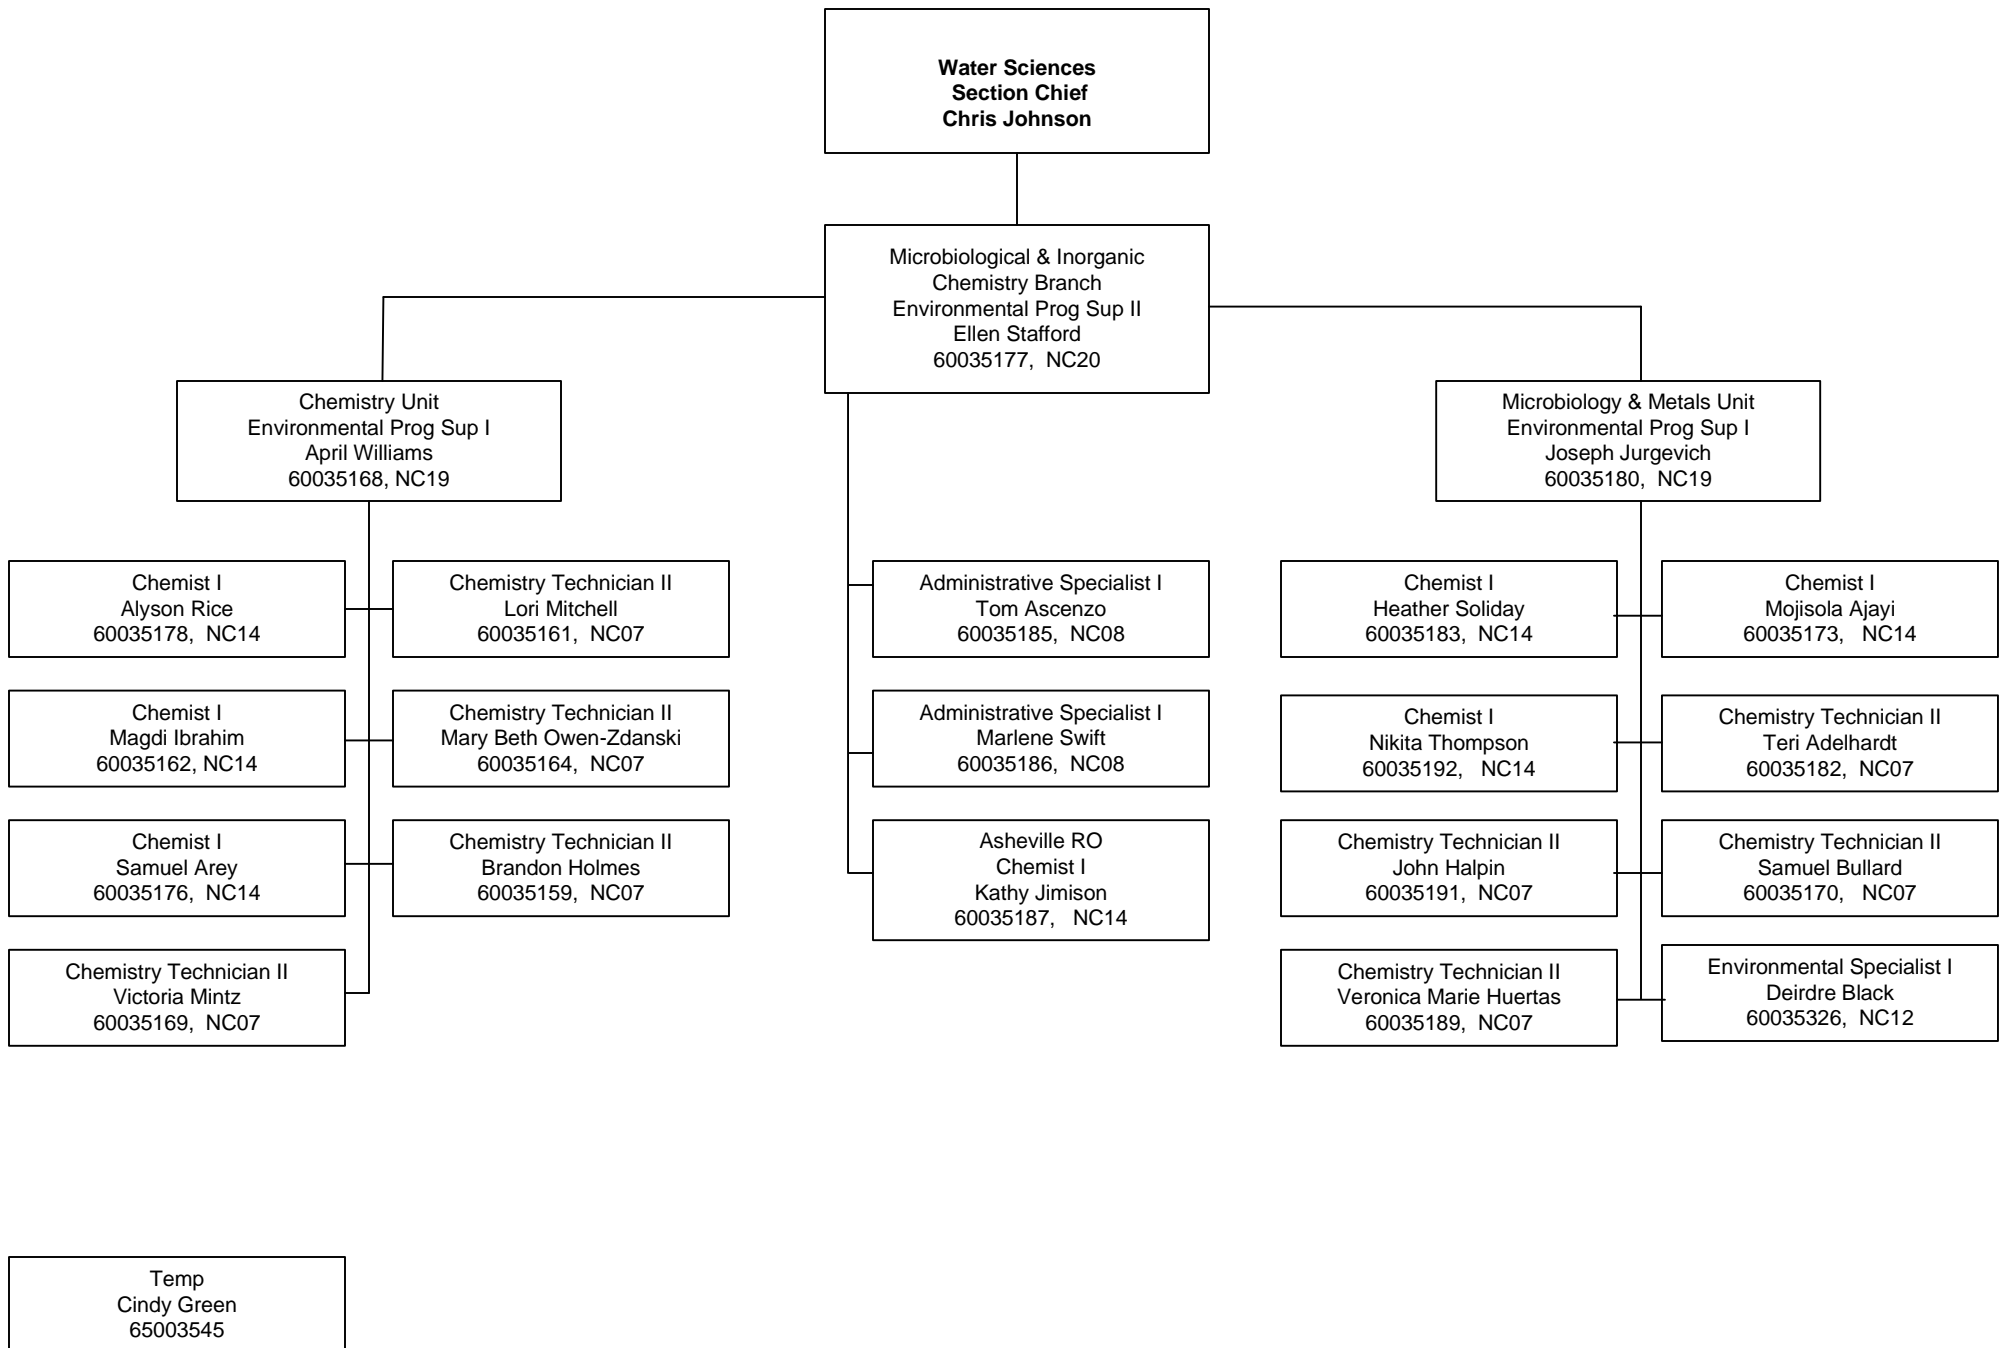 Water Sciences
Section Chief
Chris Johnson
Microbiological & Inorganic
Chemistry Branch
Environmental Prog Sup II
Ellen Stafford
60035177, NC20
Chemistry Unit
Environmental Prog Sup I
April Williams
60035168, NC19
Microbiology & Metals Unit
Environmental Prog Sup I
Joseph Jurgevich
60035180, NC19
Chemist I
Alyson Rice
60035178, NC14
Chemistry Technician II
Lori Mitchell
60035161, NC07
Administrative Specialist I
Tom Ascenzo
60035185, NC08
Chemist I
Heather Soliday
60035183, NC14
Chemist I
Mojisola Ajayi
60035173, NC14
Chemist I
Magdi Ibrahim
60035162, NC14
Chemistry Technician II
Mary Beth Owen-Zdanski
60035164, NC07
Administrative Specialist I
Marlene Swift
60035186, NC08
Chemist I
Nikita Thompson
60035192, NC14
Chemistry Technician II
Teri Adelhardt
60035182, NC07
Chemist I
Samuel Arey
60035176, NC14
Chemistry Technician II
Brandon Holmes
60035159, NC07
Asheville RO
Chemist I
Kathy Jimison
60035187, NC14
Chemistry Technician II
John Halpin
60035191, NC07
Chemistry Technician II
Samuel Bullard
60035170, NC07
Chemistry Technician II
Victoria Mintz
60035169, NC07
Chemistry Technician II
Veronica Marie Huertas
60035189, NC07
Environmental Specialist I
Deirdre Black
60035326, NC12
Temp
Cindy Green
65003545